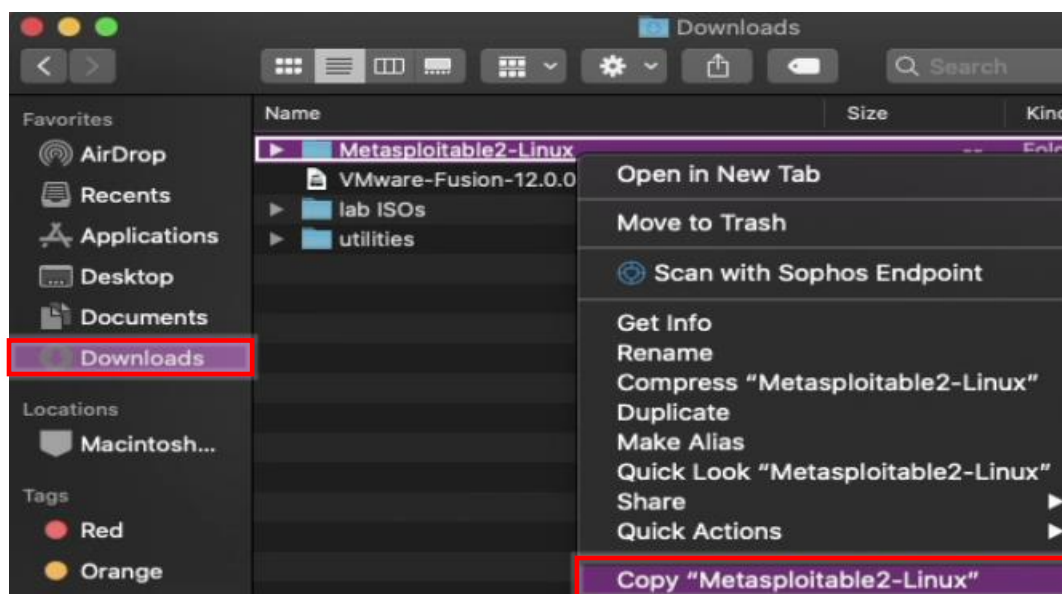 Downloads
Search
Favorites
AirDrop
Recents
Applications
Desktop
Documents
Downloads
Locations
Macintosh...
Tags
Red
Orange
Name Size
Metasploitable2-Linux --
VMware-Fusion-12.0.0
lab ISOs
utilities
Open in New Tab
Move to Trash
Scan with Sophos Endpoint
Get Info
Rename
Compress “Metasploitable2-Linux”
Duplicate
Make Alias
Quick Look “Metasploitable2-Linux”
Share
Quick Actions
Copy “Metasploitable2-Linux”